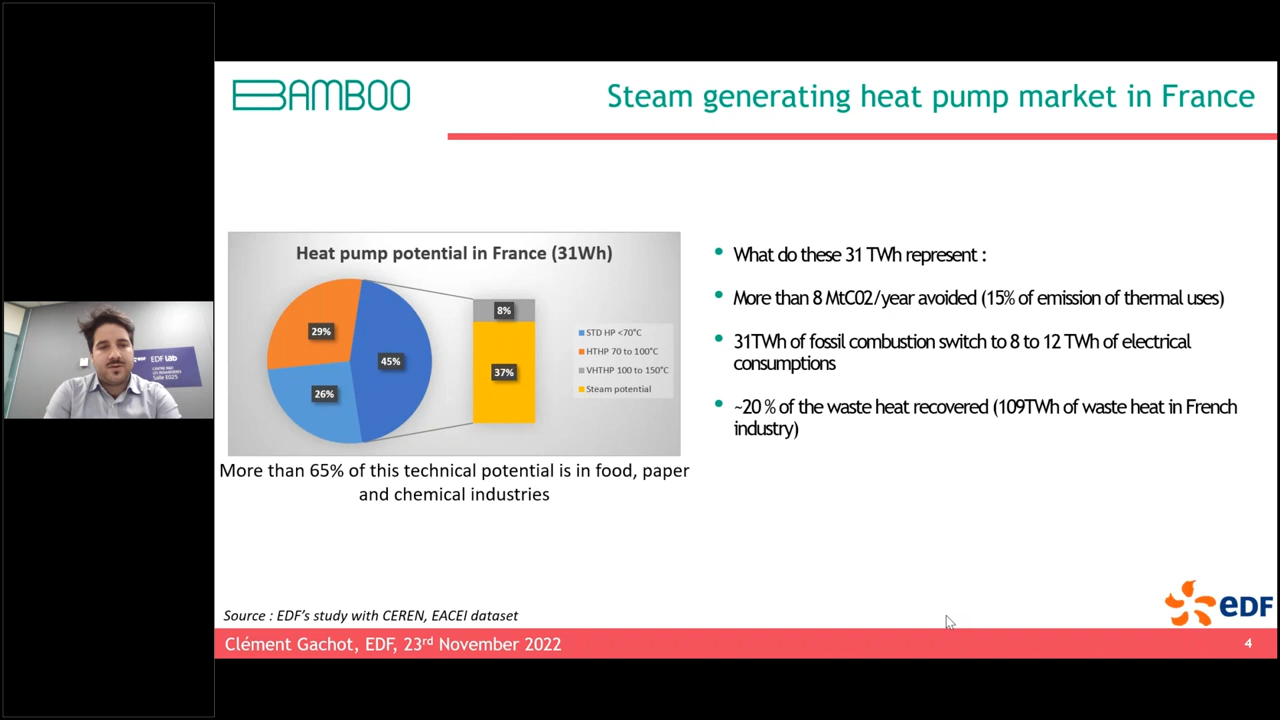 BAMBOO
Steam generating heat pump market in France
Heat pump potential in France (31Wh)
29%
45%
26%
8%
37%
STD HP <70°C
HTHP 70 to 100°C
VHTHP 100 to 150°C
Steam potential
More than 65% of this technical potential is in food, paper
and chemical industries
• What do these 31 TWh represent :
• More than 8 MtC02/year avoided (15% of emission of thermal uses)
• 31TWh of fossil combustion switch to 8 to 12 TWh of electrical
consumptions
• ~20 % of the waste heat recovered (109TWh of waste heat in French
industry)
EDF lab
Source : EDF's study with CEREN, EACEI dataset
eDF
Clément Gachot, EDF, 23rd November 2022
4